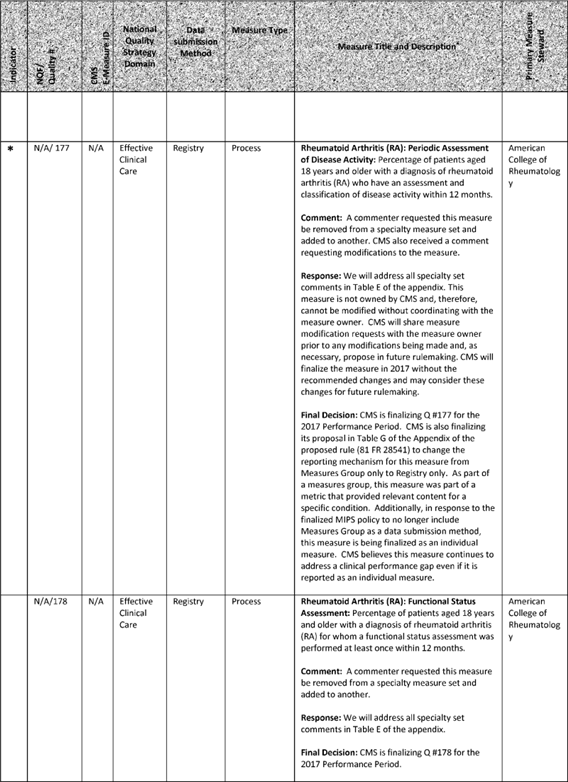 Indicator
NQF/
Quality #
CMS
E-Measure ID
National
Quality
Strategy
Domain
Data
submission
Method
Measure Type
Measure Title and Description
Primary Measure
Steward
*
N/A/ 177
N/A
Effective
Clinical
Care
Registry
Process
Rheumatoid Arthritis (RA): Periodic Assessment
of Disease Activity: Percentage of patients aged
18 years and older with a diagnosis of rheumatoid
arthritis (RA) who have an assessment and
classification of disease activity within 12 months.
Comment: A commenter requested this measure
be removed from a specialty measure set and
added to another. CMS also received a comment
requesting modifications to the measure.
Response: We will address all specialty set
comments in Table E of the appendix. This
measure is not owned by CMS and, therefore,
cannot be modified without coordinating with the
measure owner. CMS will share measure
modification requests with the measure owner
prior to any modifications being made and, as
necessary, propose in future rulemaking. CMS will
finalize the measure in 2017 without the
recommended changes and may consider these
changes for future rulemaking.
Final Decision: CMS is finalizing Q #177 for the
2017 Performance Period. CMS is also finalizing
its proposal in Table G of the Appendix of the
proposed rule (81 FR 28541) to change the
reporting mechanism for this measure from
Measures Group only to Registry only. As part of
a measures group, this measure was part of a
metric that provided relevant content for a
specific condition. Additionally, in response to the
finalized MIPS policy to no longer include
Measures Group as a data submission method,
this measure is being finalized as an individual
measure. CMS believes this measure continues to
address a clinical performance gap even if it is
reported as an individual measure.
American
College of
Rheumatolog
y
N/A/178
N/A
Effective
Clinical
Care
Registry
Process
Rheumatoid Arthritis (RA): Functional Status
Assessment: Percentage of patients aged 18 years
and older with a diagnosis of rheumatoid arthritis
(RA) for whom a functional status assessment was
performed at least once within 12 months.
Comment: A commenter requested this measure
be removed from a specialty measure set and
added to another.
Response: We will address all specialty set
comments in Table E of the appendix.
Final Decision: CMS is finalizing Q #178 for the
2017 Performance Period.
American
College of
Rheumatolog
y